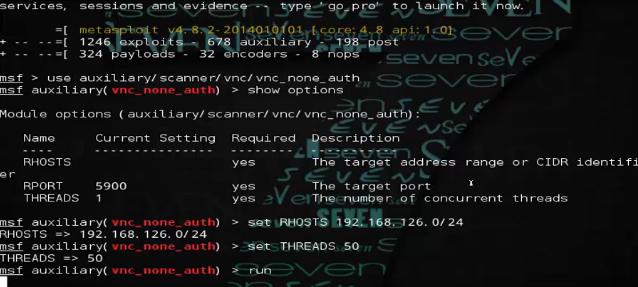 services, sessions and evidence -- type 'go_pro' to launch it now.
=[ metasploit v4.8.2-2014010101 [core:4.8 api:1.0]
+ -- --=[ 1246 exploits - 678 auxiliary - 198 post
+ -- --=[ 324 payloads - 32 encoders - 8 nops
msf > use auxiliary/scanner/vnc/vnc_none_auth
msf auxiliary(vnc_none_auth) > show options
Module options (auxiliary/scanner/vnc/vnc_none_auth):
Name Current Setting Required Description
---- --------------- -------- -----------
RHOSTS yes The target address range or CIDR identifi
er
RPORT 5900 yes The target port
THREADS 1 yes The number of concurrent threads
msf auxiliary(vnc_none_auth) > set RHOSTS 192.168.126.0/24
RHOSTS => 192.168.126.0/24
msf auxiliary(vnc_none_auth) > set THREADS 50
THREADS => 50
msf auxiliary(vnc_none_auth) > run